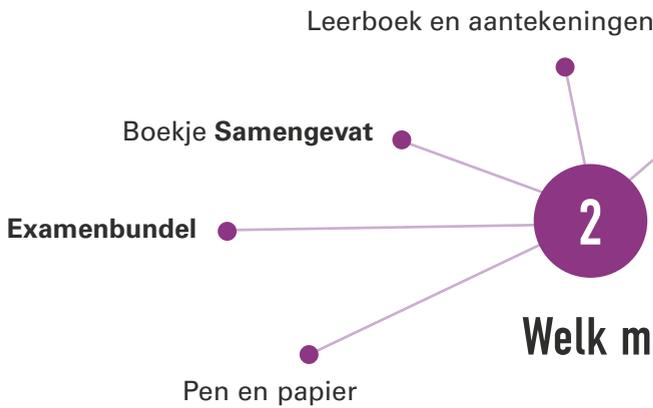 Leerboek en aantekeningen
Boekje Samengevat
Examenbundel
2
Welk m
Pen en papier